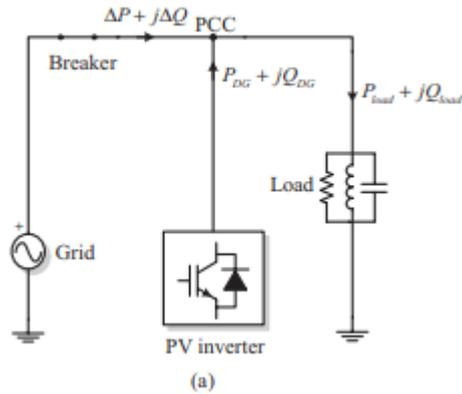 ΔP + jΔQ
PCC
Breaker
P_DG + jQ_DG
P_load + jQ_load
Load
+
Grid
PV inverter
(a)